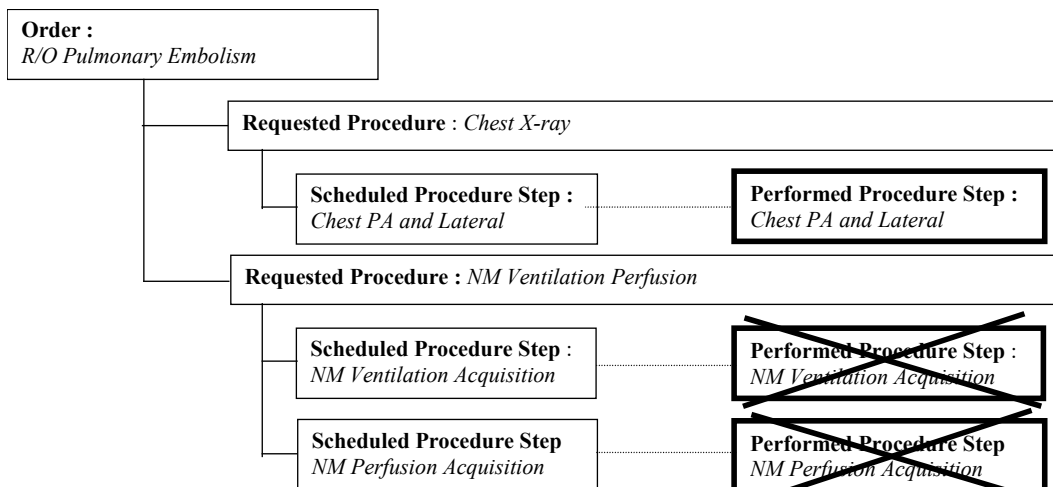 Order :
R/O Pulmonary Embolism
Requested Procedure : Chest X-ray
Scheduled Procedure Step :
Chest PA and Lateral
Performed Procedure Step :
Chest PA and Lateral
Requested Procedure : NM Ventilation Perfusion
Scheduled Procedure Step :
NM Ventilation Acquisition
Performed Procedure Step :
NM Ventilation Acquisition
Scheduled Procedure Step
NM Perfusion Acquisition
Performed Procedure Step
NM Perfusion Acquisition